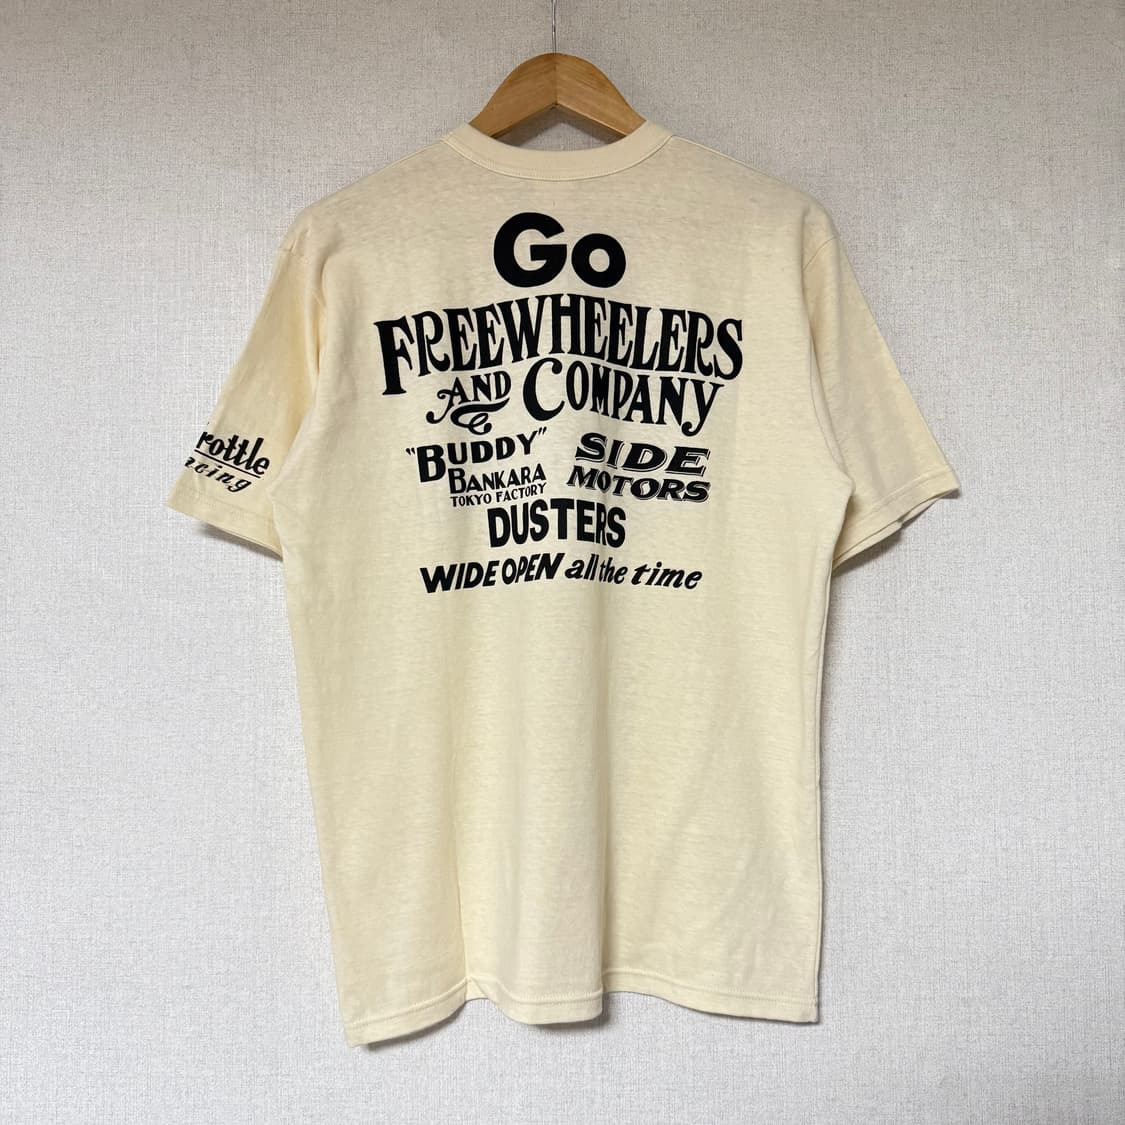 Go
FREEWHEELERS
AND COMPANY
"BUDDY"
BANKARA
TOKYO FACTORY
SIDE
MOTORS
DUSTERS
WIDE OPEN all the time